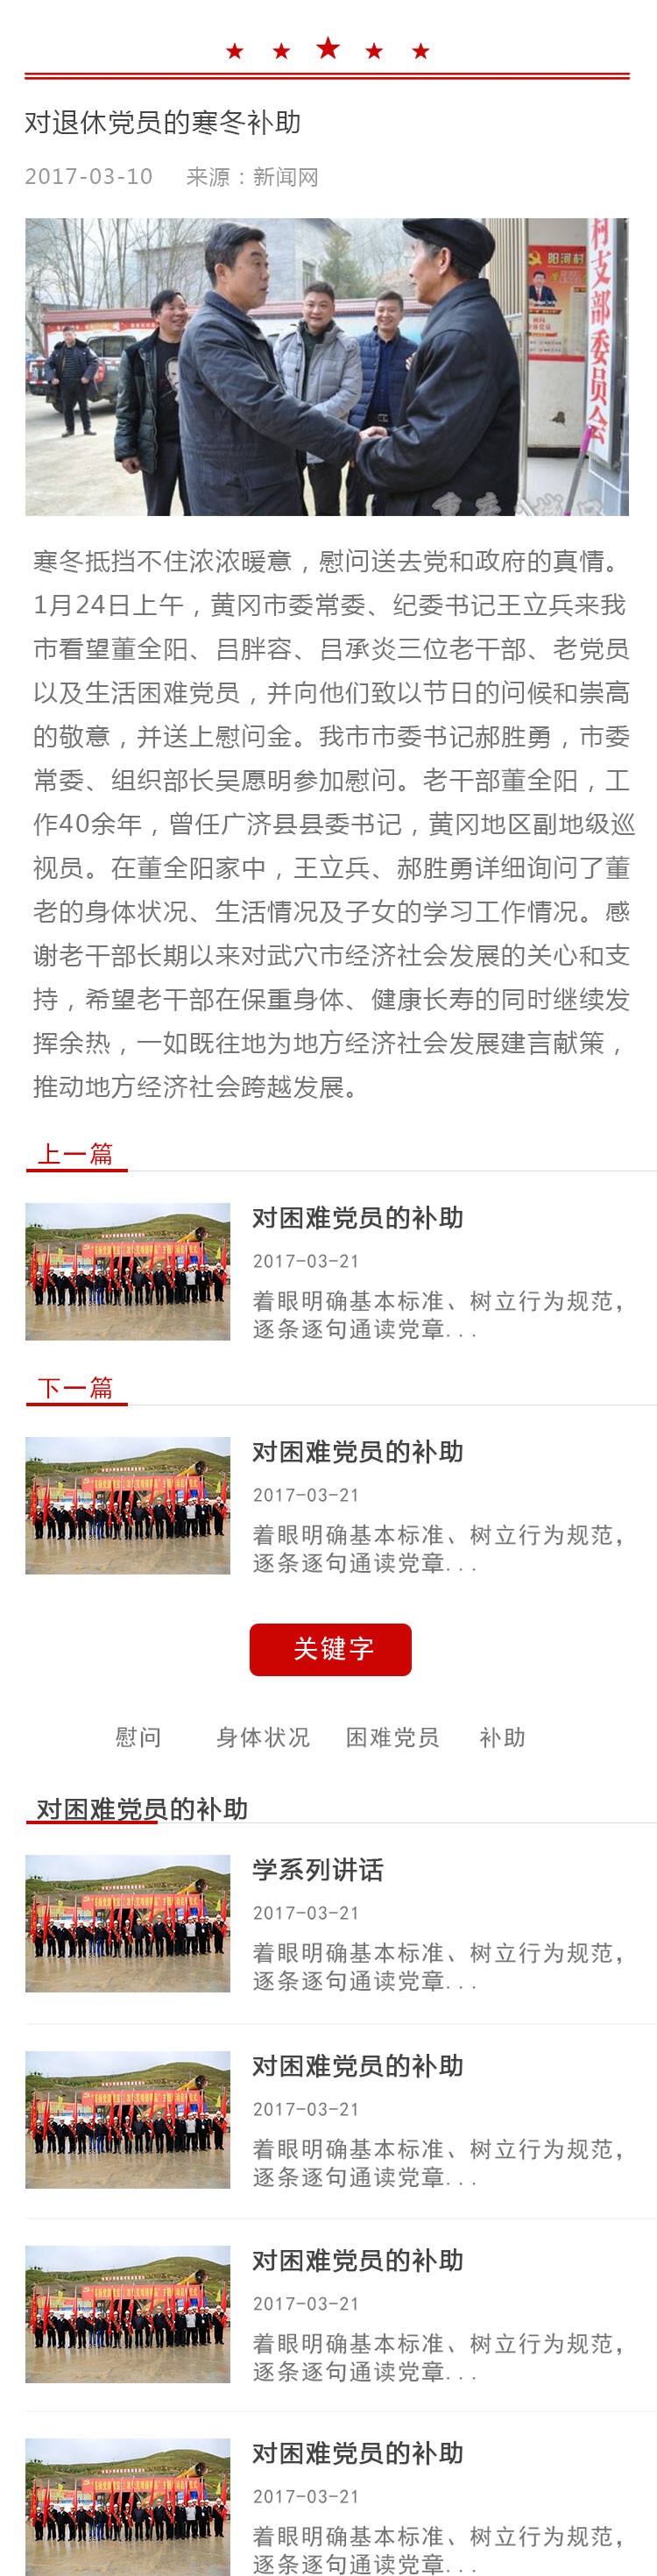 对退休党员的寒冬补助
2017-03-10 来源：新闻网
村支部委员会
阳河村
寒冬抵挡不住浓浓暖意，慰问送去党和政府的真情。
1月24日上午，黄冈市委常委、纪委书记王立兵来我
市看望董全阳、吕胖容、吕承炎三位老干部、老党员
以及生活困难党员，并向他们致以节日的问候和崇高
的敬意，并送上慰问金。我市市委书记郝胜勇，市委
常委、组织部长吴愿明参加慰问。老干部董全阳，工
作40余年，曾任广济县县委书记，黄冈地区副地级巡
视员。在董全阳家中，王立兵、郝胜勇详细询问了董
老的身体状况、生活情况及子女的学习工作情况。感
谢老干部长期以来对武穴市经济社会发展的关心和支
持，希望老干部在保重身体、健康长寿的同时继续发
挥余热，一如既往地为地方经济社会发展建言献策，
推动地方经济社会跨越发展。
上一篇
对困难党员的补助
2017-03-21
着眼明确基本标准、树立行为规范，
逐条逐句通读党章...
下一篇
对困难党员的补助
2017-03-21
着眼明确基本标准、树立行为规范，
逐条逐句通读党章...
关键字
慰问 身体状况 困难党员 补助
对困难党员的补助
学系列讲话
2017-03-21
着眼明确基本标准、树立行为规范，
逐条逐句通读党章...
对困难党员的补助
2017-03-21
着眼明确基本标准、树立行为规范，
逐条逐句通读党章...
对困难党员的补助
2017-03-21
着眼明确基本标准、树立行为规范，
逐条逐句通读党章...
对困难党员的补助
2017-03-21
着眼明确基本标准、树立行为规范，
逐条逐句通读党章...